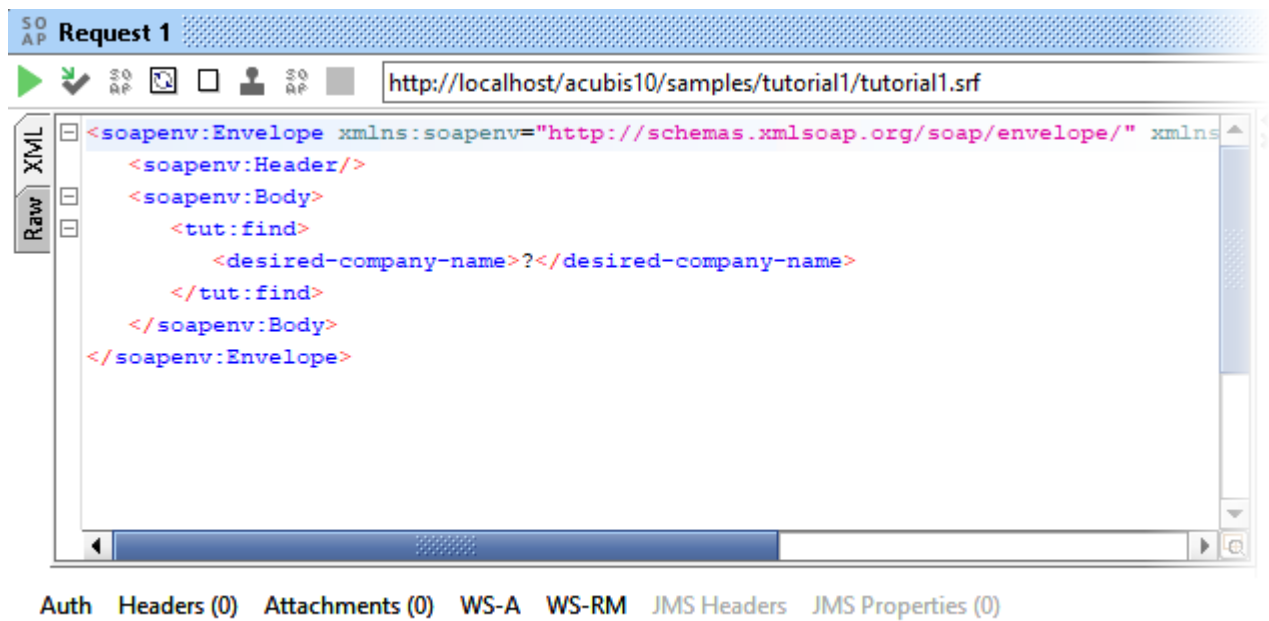 SO
AP Request 1
SO
AP
SO
AP
http://localhost/acubis10/samples/tutorial1/tutorial1.srf
XML
Raw
<soapenv:Envelope xmlns:soapenv="http://schemas.xmlsoap.org/soap/envelope/" xmlns
<soapenv:Header/>
<soapenv:Body>
<tut:find>
<desired-company-name>?</desired-company-name>
</tut:find>
</soapenv:Body>
</soapenv:Envelope>
Auth Headers (0) Attachments (0) WS-A WS-RM JMS Headers JMS Properties (0)